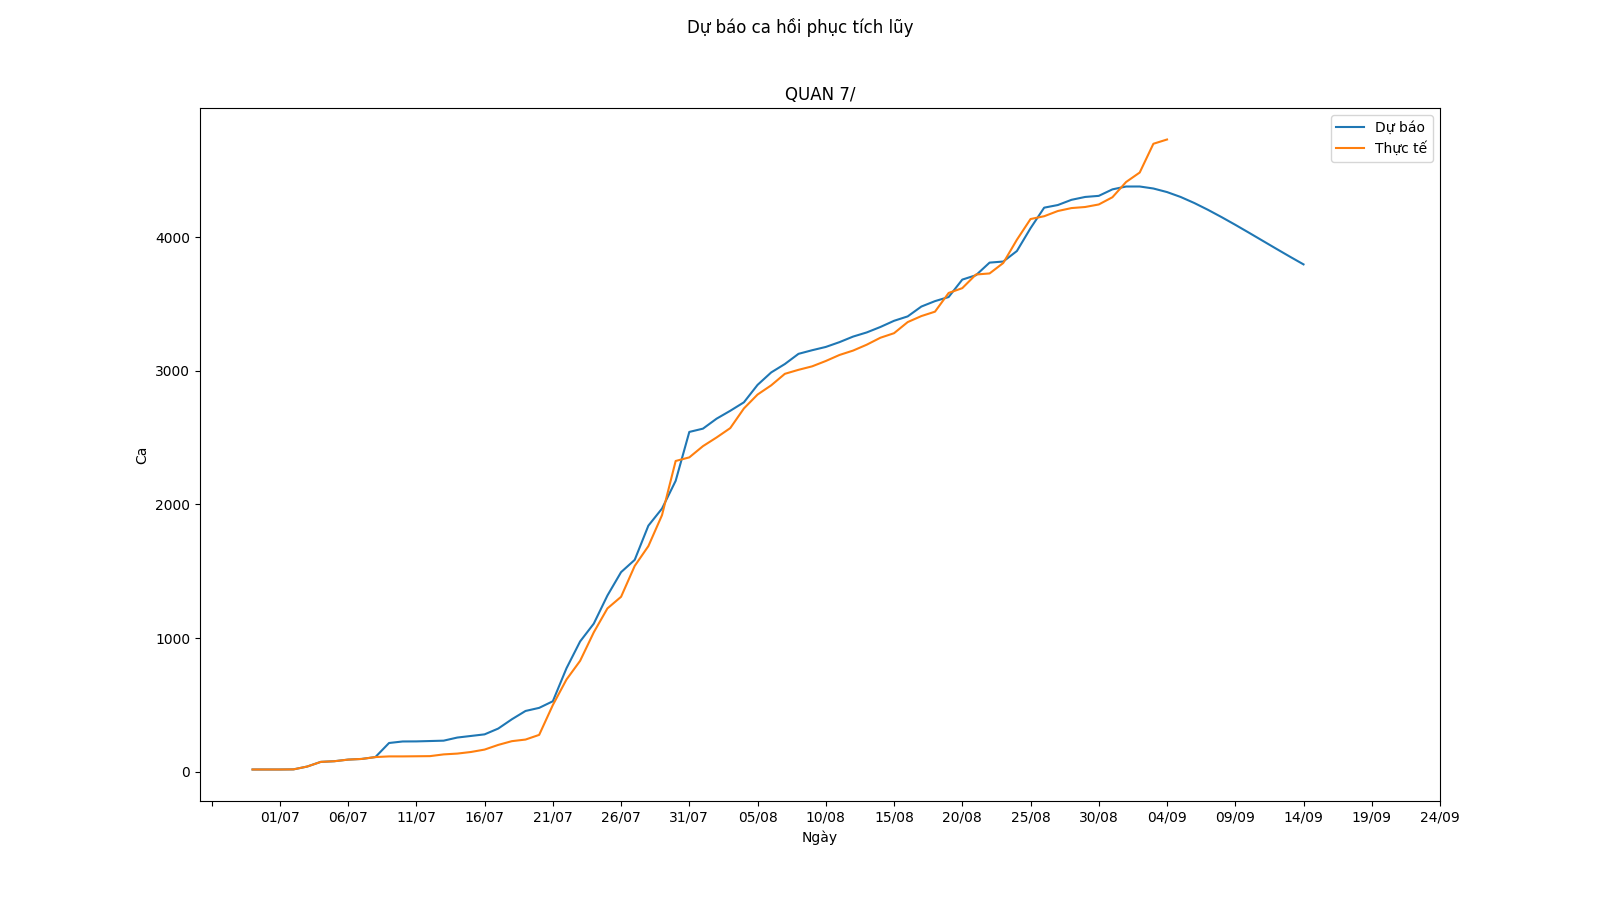 Dự báo ca hồi phục tích lũy
QUAN 7/
Dự báo
Thực tế
4000
3000
2000
1000
0
Ca
01/07 06/07 11/07 16/07 21/07 26/07 31/07 05/08 10/08 15/08 20/08 25/08 30/08 04/09 09/09 14/09 19/09 24/09
Ngày